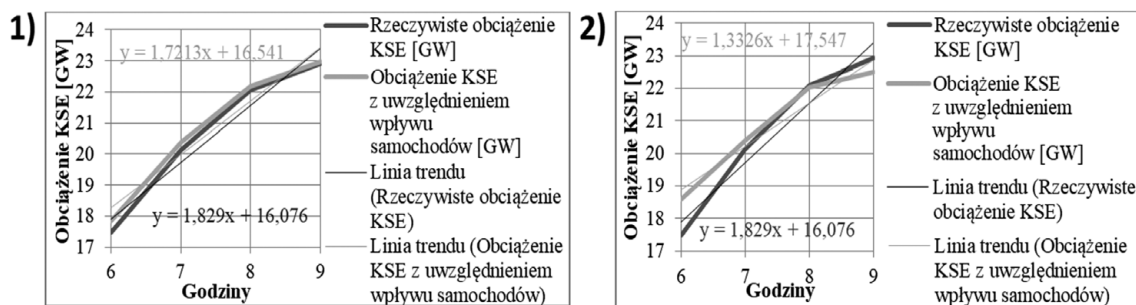 1)
Obciążenie KSE [GW]
24
23
22
21
20
19
18
17
y = 1,7213x + 16,541
y = 1,829x + 16,076
6 7 8 9
Godziny
Rzeczywiste obciążenie
KSE [GW]
Obciążenie KSE
z uwzględnieniem
wpływu
samochodów [GW]
Linia trendu
(Rzeczywiste obciążenie
KSE)
Linia trendu (Obciążenie
KSE z uwzględnieniem
wpływu samochodów)
2)
Obciążenie KSE [GW]
24
23
22
21
20
19
18
17
y = 1,3326x + 17,547
y = 1,829x + 16,076
6 7 8 9
Godziny
Rzeczywiste obciążenie
KSE [GW]
Obciążenie KSE
z uwzględnieniem
wpływu
samochodów [GW]
Linia trendu (Rzeczywiste
obciążenie KSE)
Linia trendu (Obciążenie
KSE z uwzględnieniem
wpływu samochodów)